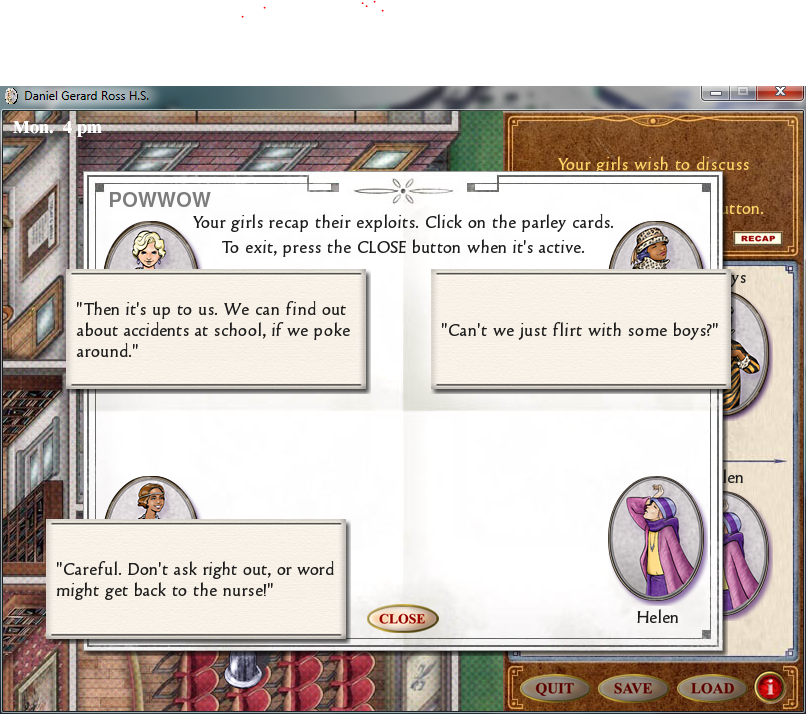 Daniel Gerard Ross H.S.
Mon. 4 pm
Your girls wish to discuss
utton.
RECAP
POWWOW
Your girls recap their exploits. Click on the parley cards.
To exit, press the CLOSE button when it's active.
ys
"Then it's up to us. We can find out
about accidents at school, if we poke
around."
"Can't we just flirt with some boys?"
len
"Careful. Don't ask right out, or word
might get back to the nurse!"
CLOSE
Helen
QUIT
SAVE
LOAD
i